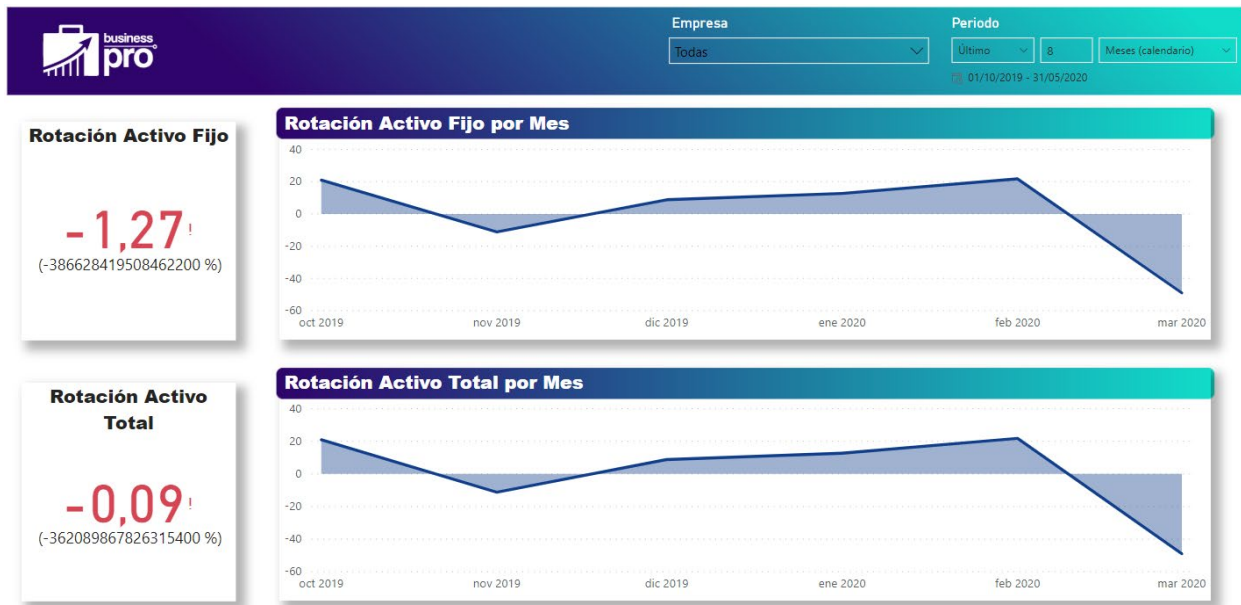 business
pro
Empresa
Todas
Periodo
Último
8
Meses (calendario)
01/10/2019 - 31/05/2020
Rotación Activo Fijo
-1,27!
(-386628419508462200 %)
Rotación Activo Fijo por Mes
40
20
0
-20
-40
-60
oct 2019
nov 2019
dic 2019
ene 2020
feb 2020
mar 2020
Rotación Activo
Total
-0,09!
(-362089867826315400 %)
Rotación Activo Total por Mes
40
20
0
-20
-40
-60
oct 2019
nov 2019
dic 2019
ene 2020
feb 2020
mar 2020